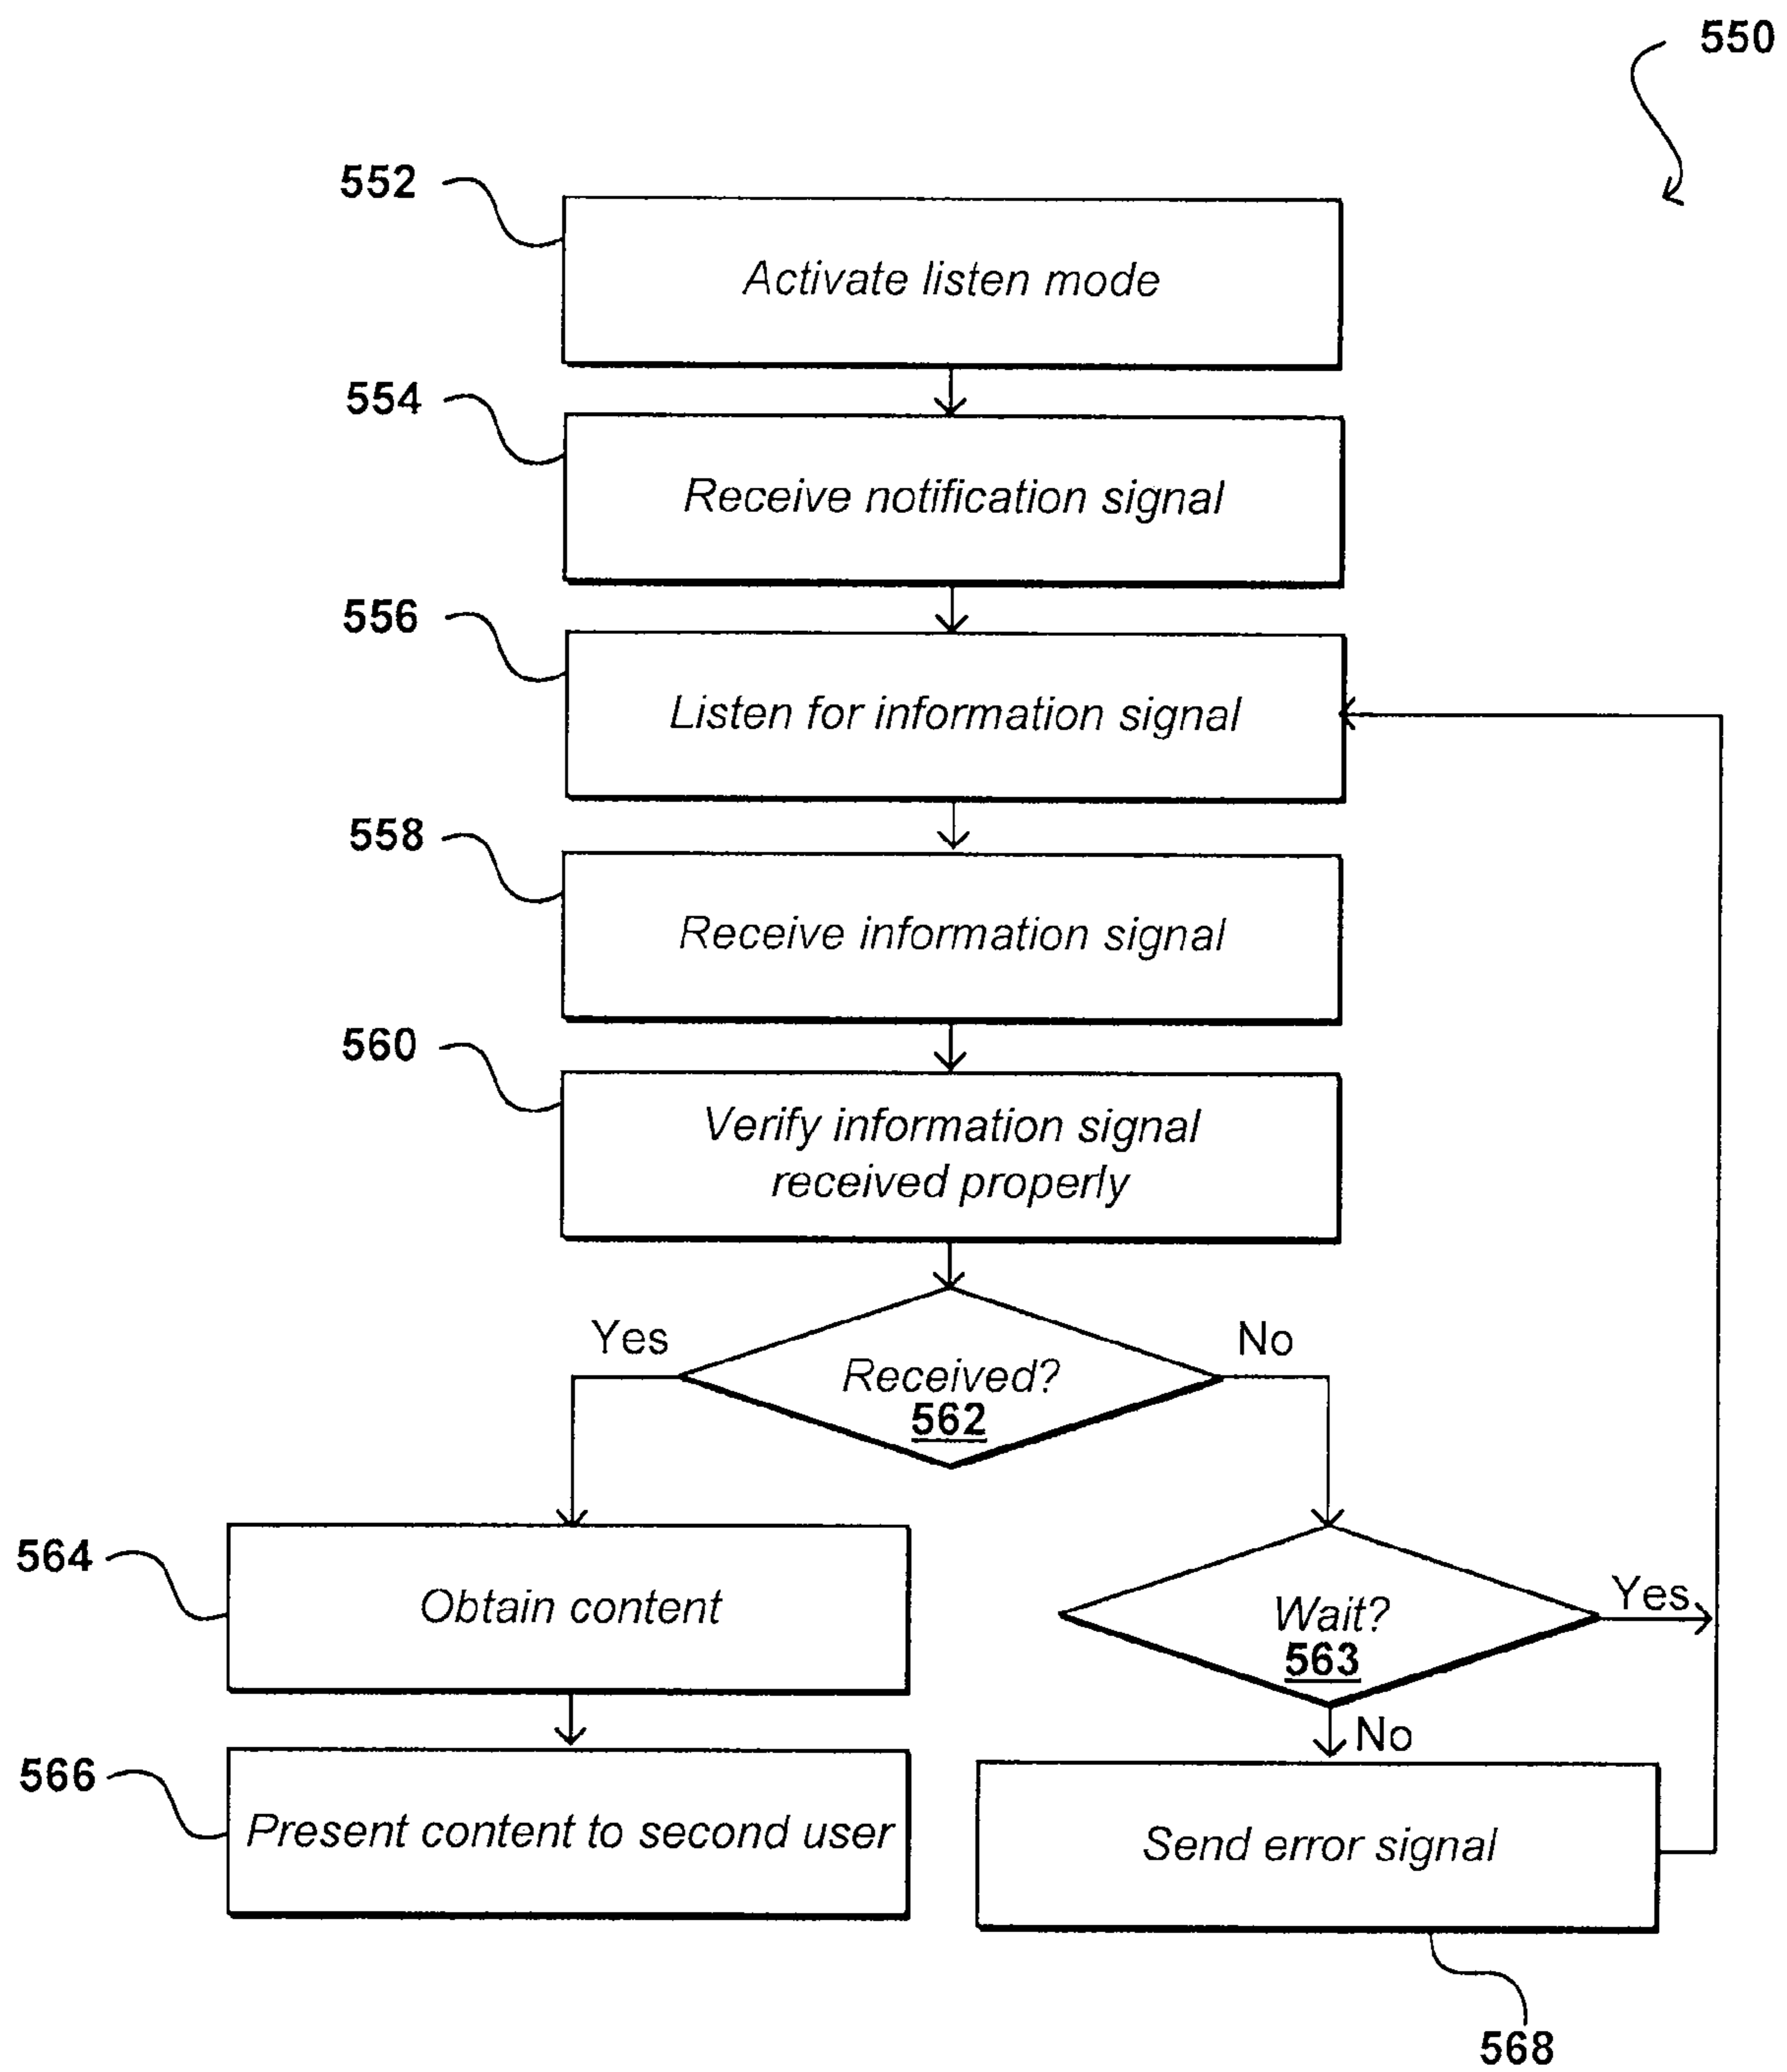 550
552
Activate listen mode
554
Receive notification signal
556
Listen for information signal
558
Receive information signal
560
Verify information signal
received properly
Yes
No
Received?
562
564
Obtain content
Wait?
563
Yes
No
566
Present content to second user
Send error signal
568